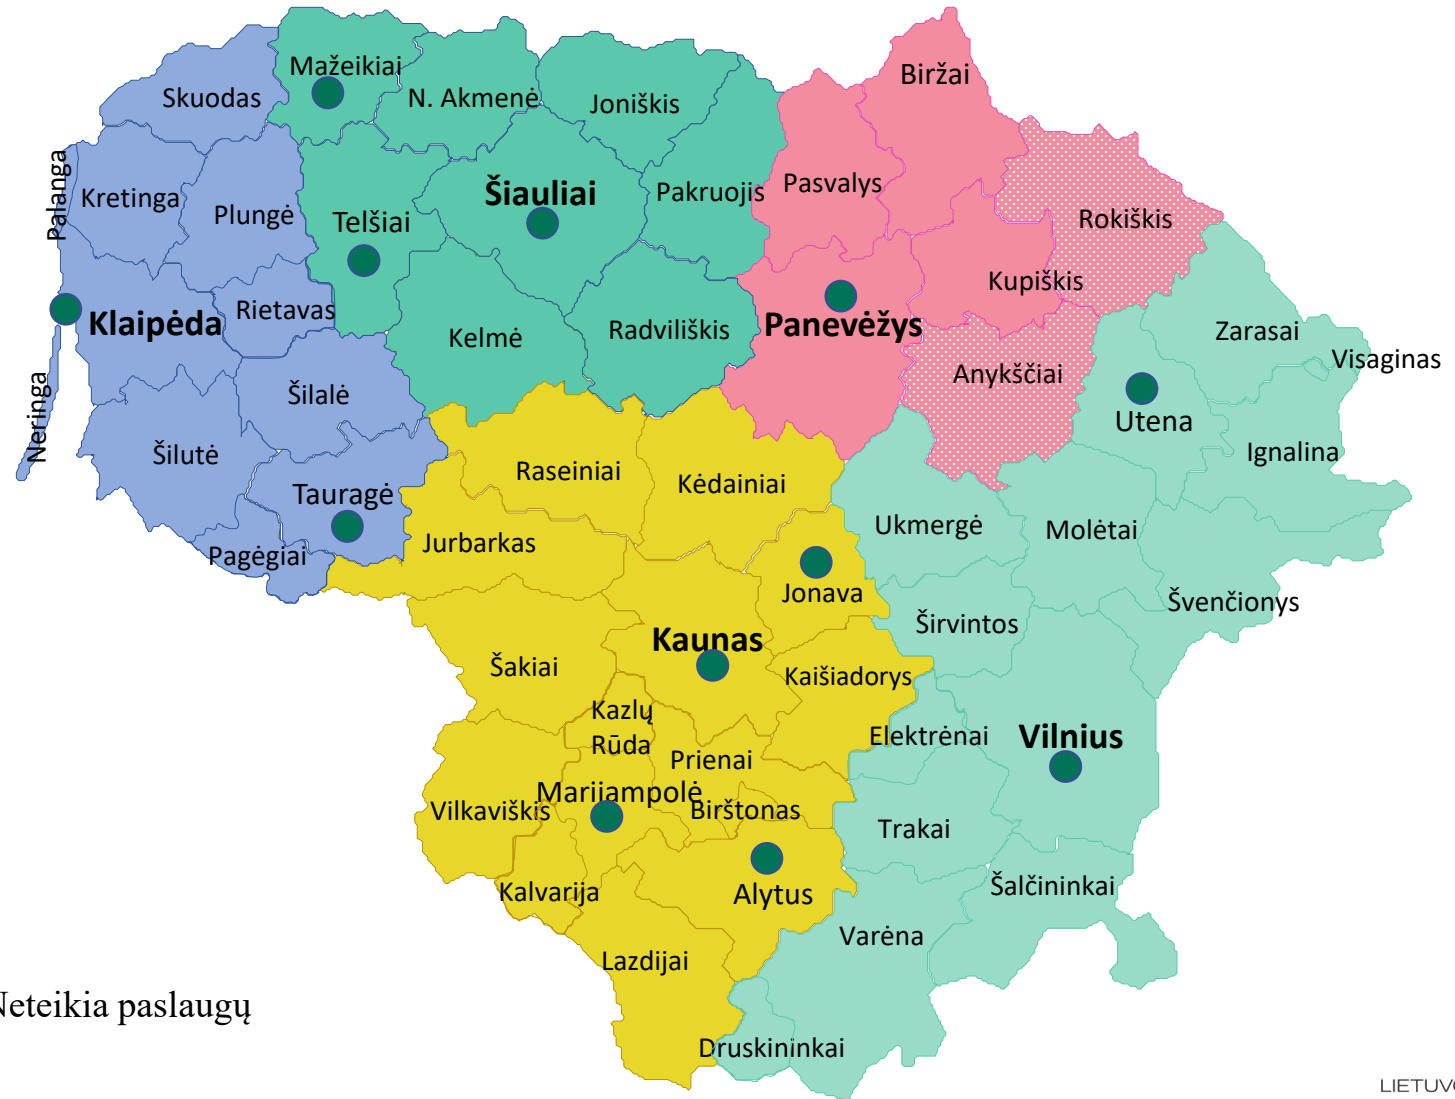 Mažeikiai
Skuodas
N. Akmenė
Joniškis
Biržai
Palanga
Kretinga
Plungė
Telšiai
Šiauliai
Pakruojis
Pasvalys
Rokiškis
Kupiškis
Klaipėda
Rietavas
Kelmė
Radviliškis
Panevėžys
Zarasai
Visaginas
Neringa
Šilalė
Anykščiai
Utena
Šilutė
Tauragė
Raseiniai
Kėdainiai
Ignalina
Pagėgiai
Jurbarkas
Ukmergė
Molėtai
Jonava
Švenčionys
Širvintos
Kaunas
Šakiai
Kaišiadorys
Kazlų
Rūda
Prienai
Elektrėnai
Vilnius
Marijampolė
Vilkaviškis
Birštonas
Trakai
Kalvarija
Alytus
Šalčininkai
Varėna
Lazdijai
Neteikia paslaugų
Druskininkai